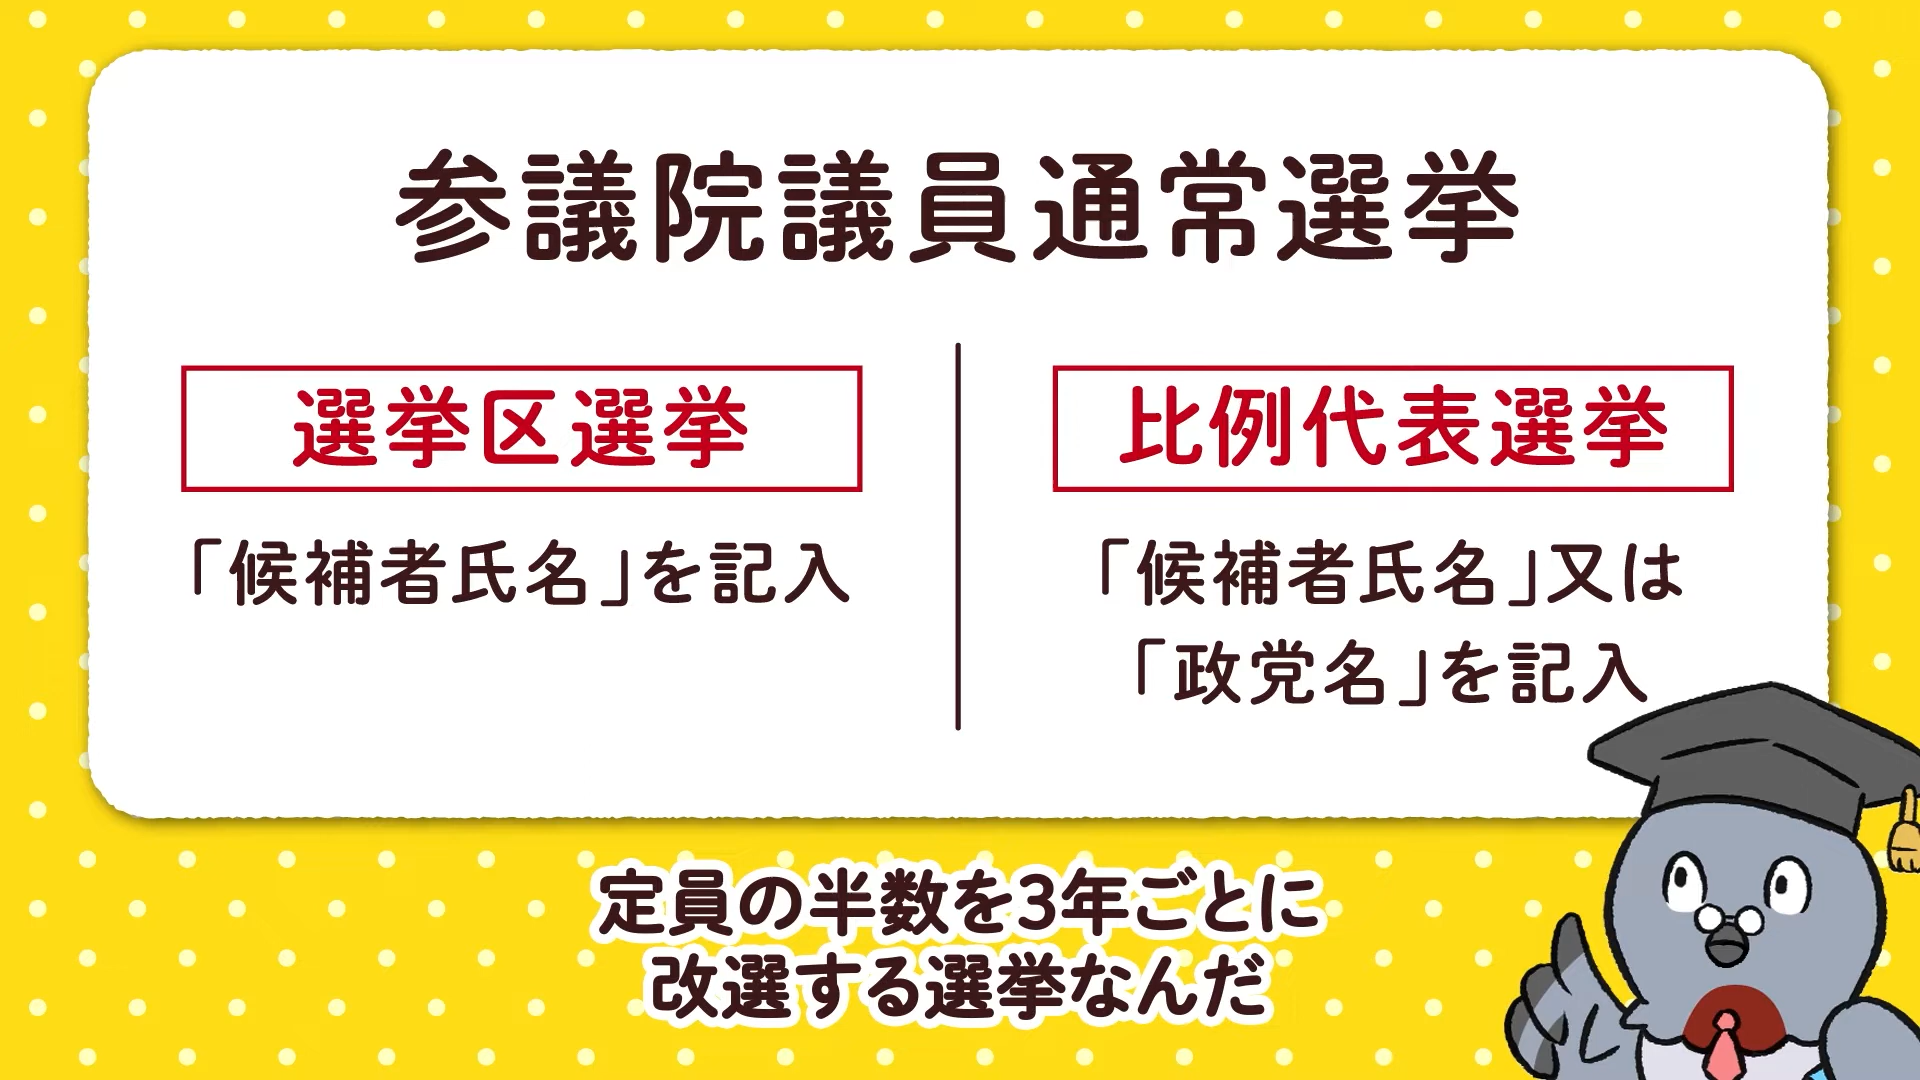 参議院議員通常選挙
選挙区選挙
「候補者氏名」を記入
比例代表選挙
「候補者氏名」又は
「政党名」を記入
定員の半数を3年ごとに
改選する選挙なんだ